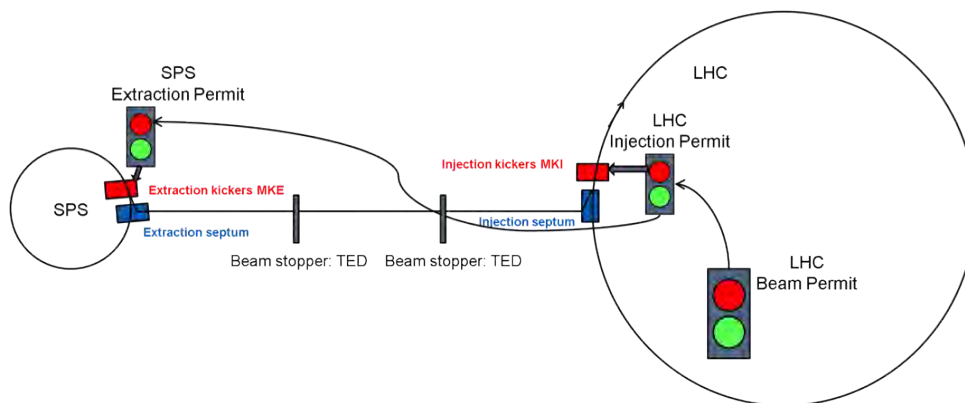 SPS
Extraction Permit
LHC
LHC
Injection Permit
Injection kickers MKI
SPS
Extraction kickers MKE
Extraction septum
Injection septum
Beam stopper: TED
Beam stopper: TED
LHC
Beam Permit